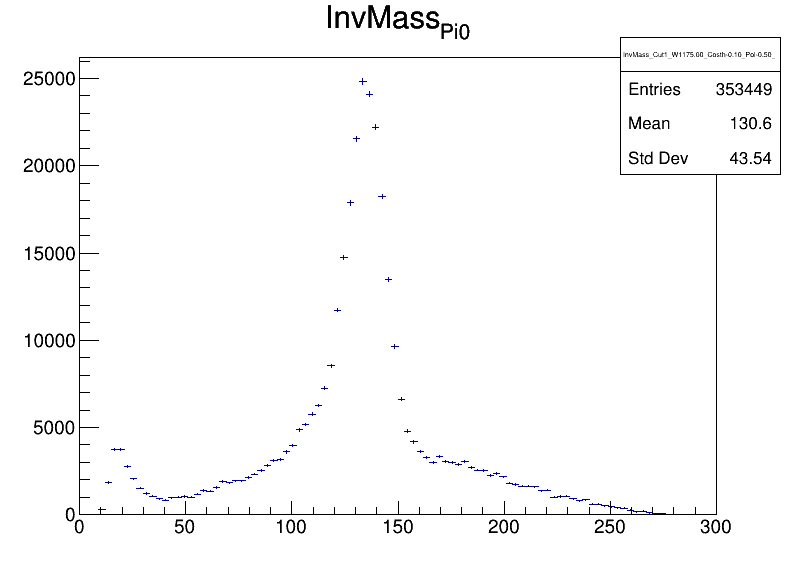 InvMass_Pi0
InvMass_Cut1_W1175.00_Costh-0.10_Pol-0.50_
Entries 353449
Mean 130.6
Std Dev 43.54
25000
20000
15000
10000
5000
0
0 50 100 150 200 250 300